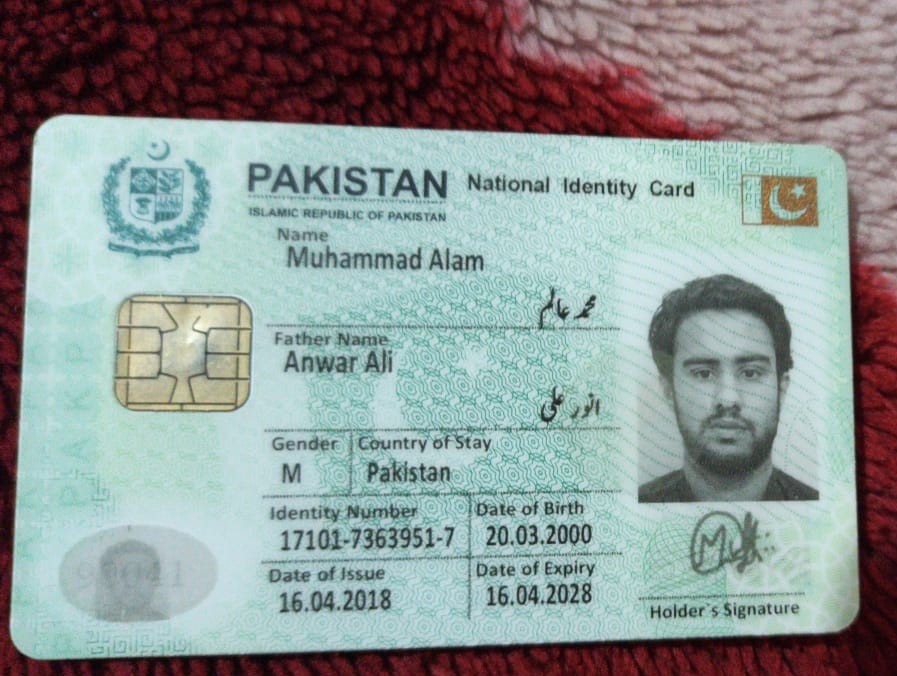 PAKISTAN National Identity Card
ISLAMIC REPUBLIC OF PAKISTAN
Name
Muhammad Alam
محمد عالم
Father Name
Anwar Ali
انور علی
Gender Country of Stay
M Pakistan
Identity Number Date of Birth
17101-7363951-7 20.03.2000
Date of Issue Date of Expiry
16.04.2018 16.04.2028
Holder`s Signature